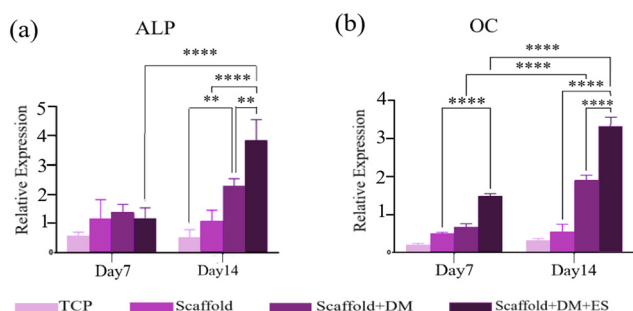 (a)
ALP
****
****
**
**
Relative Expression
5
4
3
2
1
0
Day7
Day14
(b)
OC
****
****
****
****
****
Relative Expression
4
3
2
1
0
Day7
Day14
TCP
Scaffold
Scaffold+DM
Scaffold+DM+ES